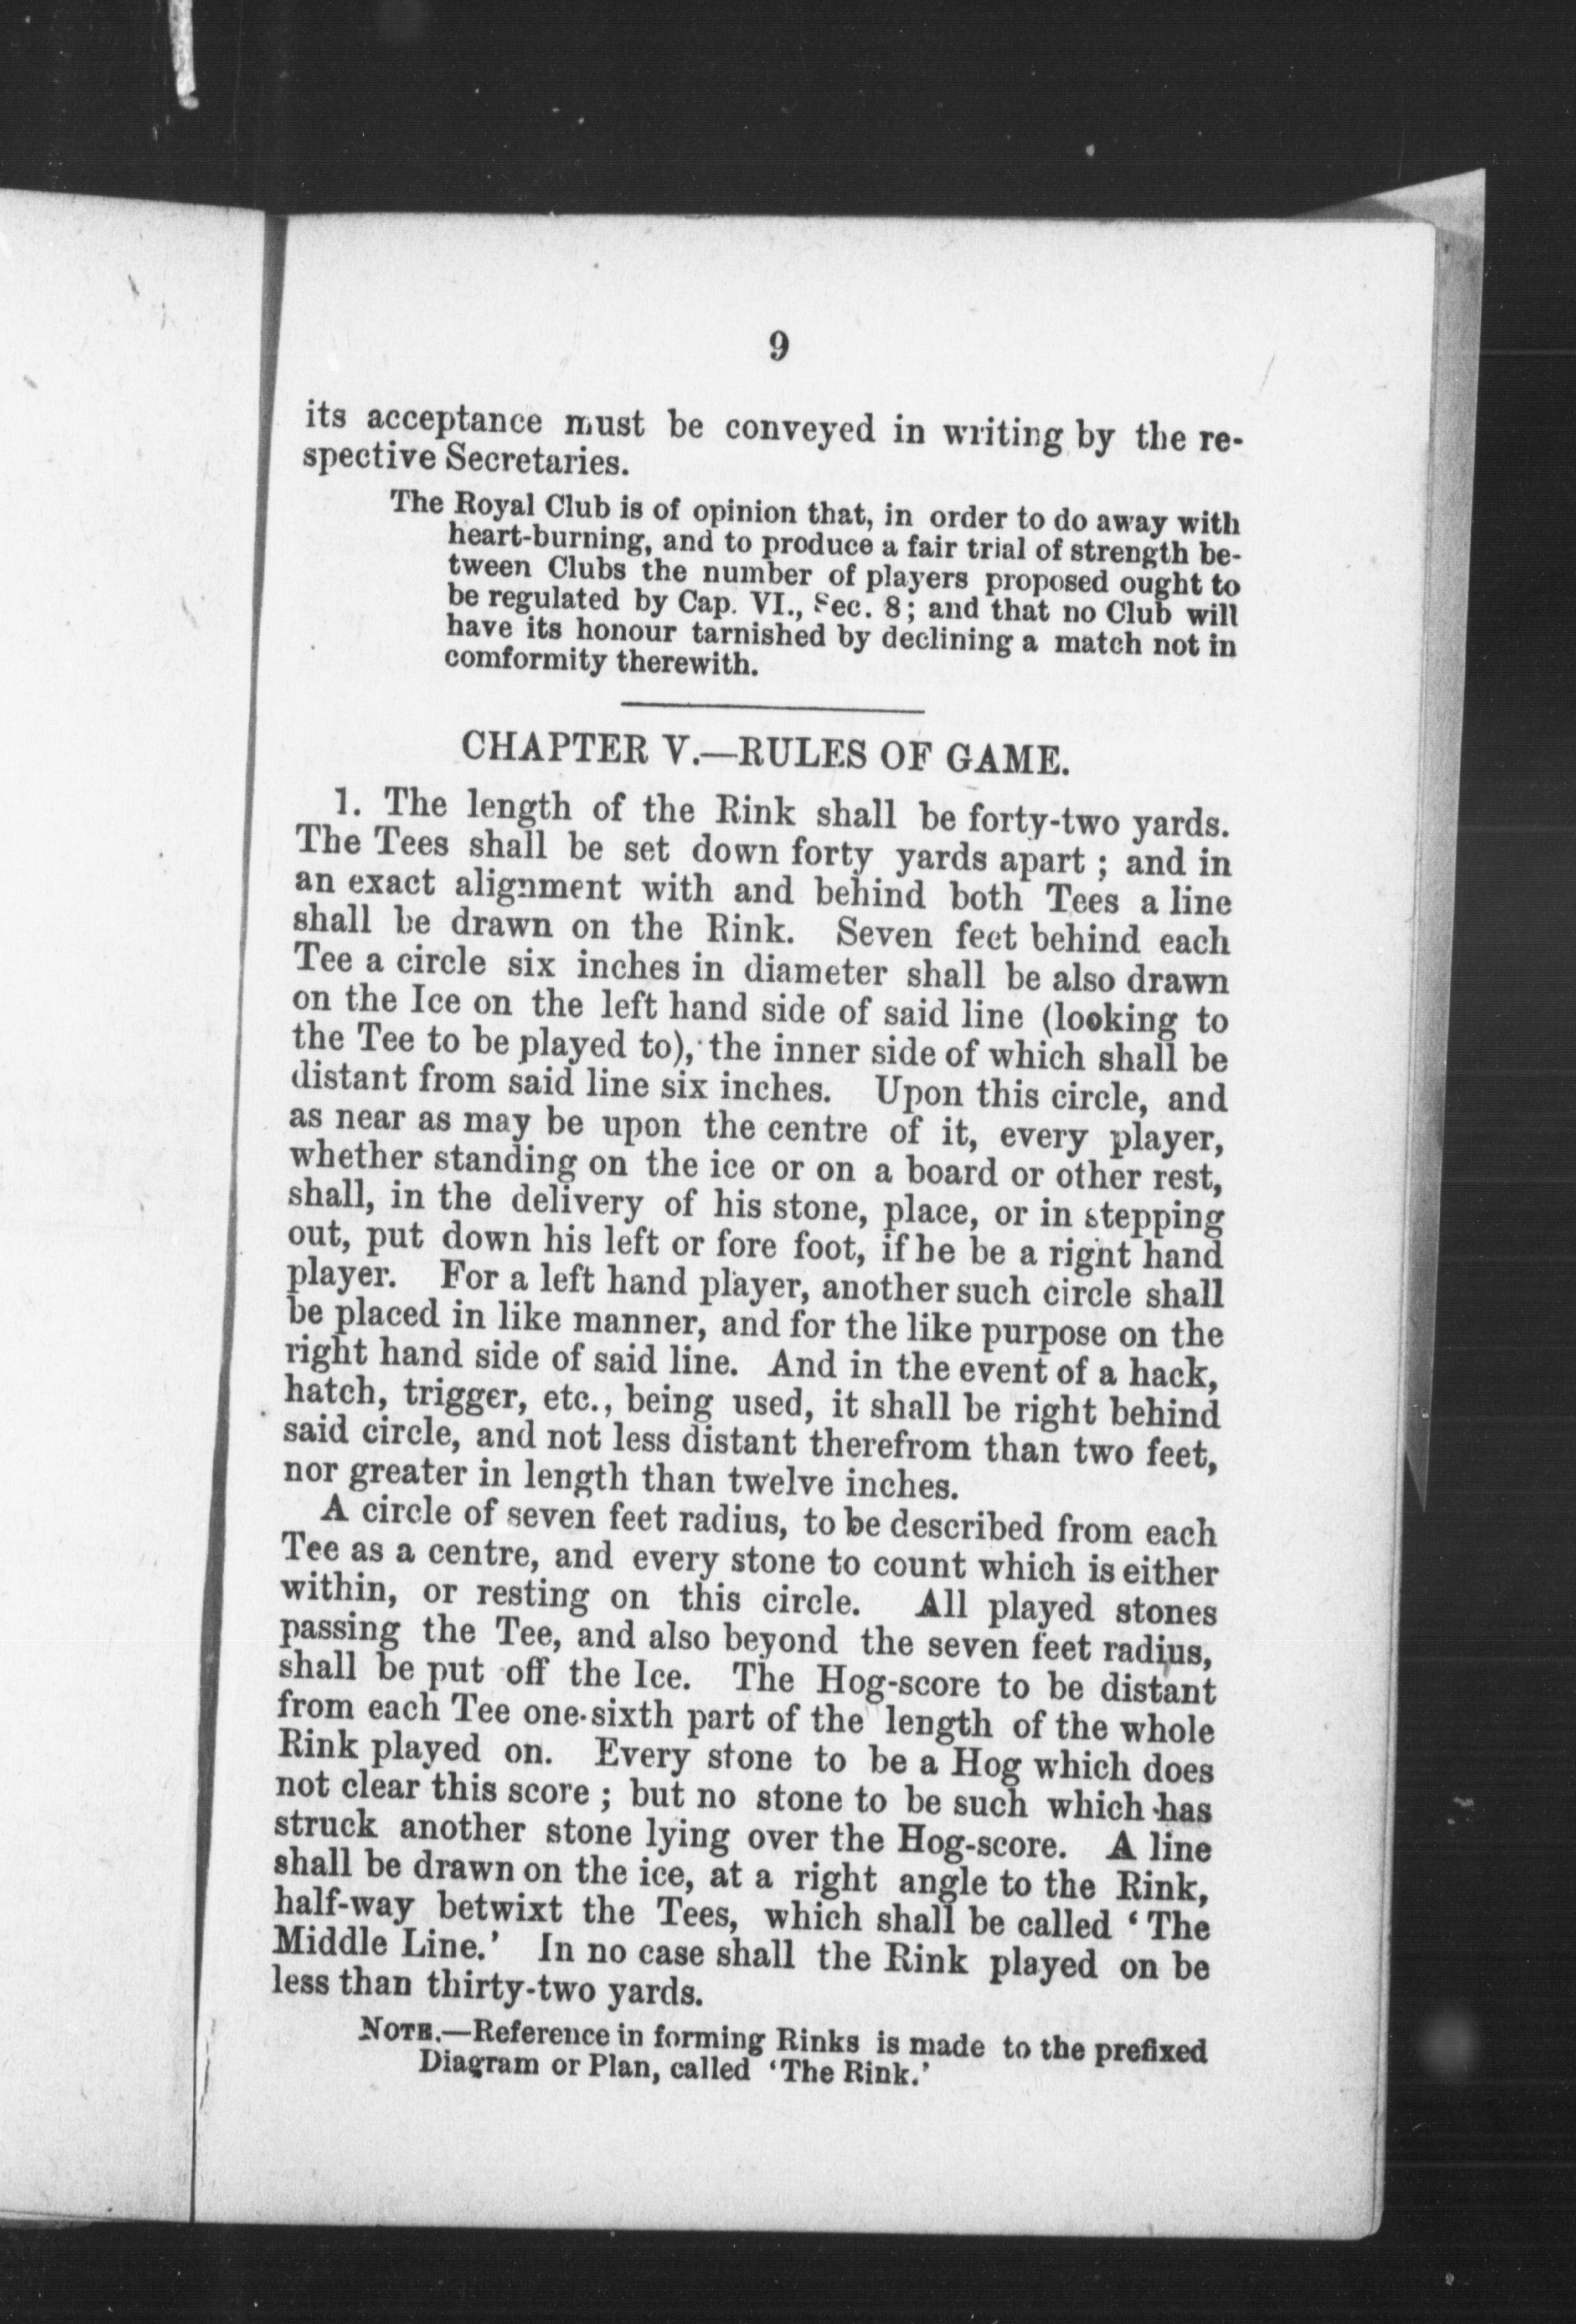 9
its acceptance must be conveyed in writing by the re-
spective Secretaries.
The Royal Club is of opinion that, in order to do away with
heart-burning, and to produce a fair trial of strength be-
tween Clubs the number of players proposed ought to
be regulated by Cap. VI., Sec. 8; and that no Club will
have its honour tarnished by declining a match not in
comformity therewith.
CHAPTER V.—RULES OF GAME.
1. The length of the Rink shall be forty-two yards.
The Tees shall be set down forty yards apart ; and in
an exact alignment with and behind both Tees a line
shall be drawn on the Rink. Seven feet behind each
Tee a circle six inches in diameter shall be also drawn
on the Ice on the left hand side of said line (looking to
the Tee to be played to), the inner side of which shall be
distant from said line six inches. Upon this circle, and
as near as may be upon the centre of it, every player,
whether standing on the ice or on a board or other rest,
shall, in the delivery of his stone, place, or in stepping
out, put down his left or fore foot, if he be a right hand
player. For a left hand player, another such circle shall
be placed in like manner, and for the like purpose on the
right hand side of said line. And in the event of a hack,
hatch, trigger, etc., being used, it shall be right behind
said circle, and not less distant therefrom than two feet,
nor greater in length than twelve inches.
A circle of seven feet radius, to be described from each
Tee as a centre, and every stone to count which is either
within, or resting on this circle. All played stones
passing the Tee, and also beyond the seven feet radius,
shall be put off the Ice. The Hog-score to be distant
from each Tee one-sixth part of the length of the whole
Rink played on. Every stone to be a Hog which does
not clear this score ; but no stone to be such which has
struck another stone lying over the Hog-score. A line
shall be drawn on the ice, at a right angle to the Rink,
half-way betwixt the Tees, which shall be called ‘The
Middle Line.’ In no case shall the Rink played on be
less than thirty-two yards.
NOTE.—Reference in forming Rinks is made to the prefixed
Diagram or Plan, called ‘The Rink.’